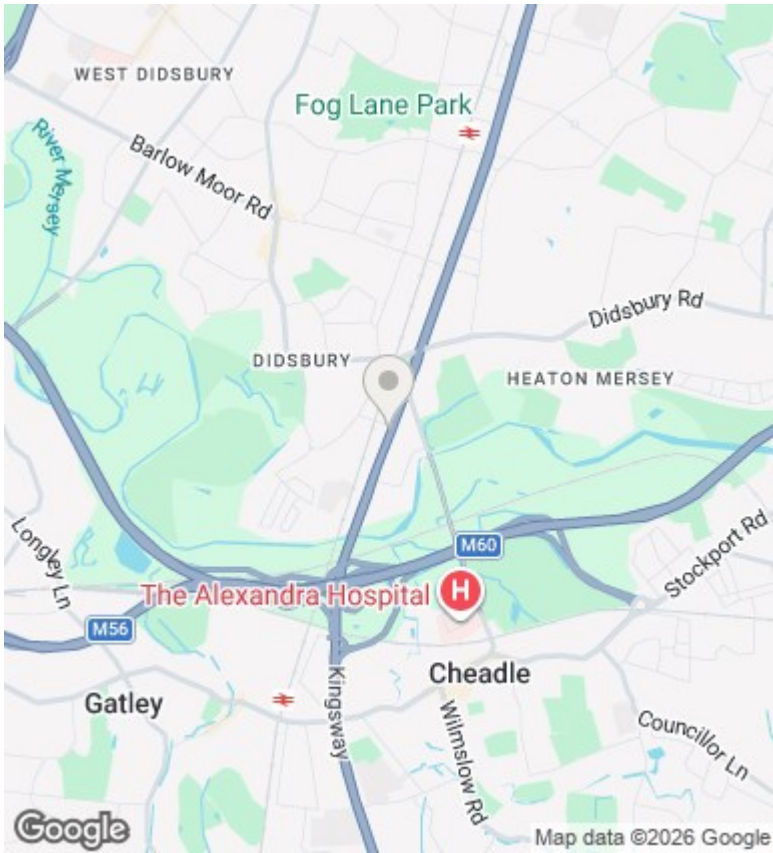 WEST DIDSBURY
Fog Lane Park
River Mersey
Barlow Moor Rd
Didsbury Rd
DIDSBURY
HEATON MERSEY
Longley Ln
M60
Stockport Rd
The Alexandra Hospital
H
M56
Cheadle
Gatley
Kingsway
Wilmslow Rd
Councillor Ln
Google
Map data ©2026 Google